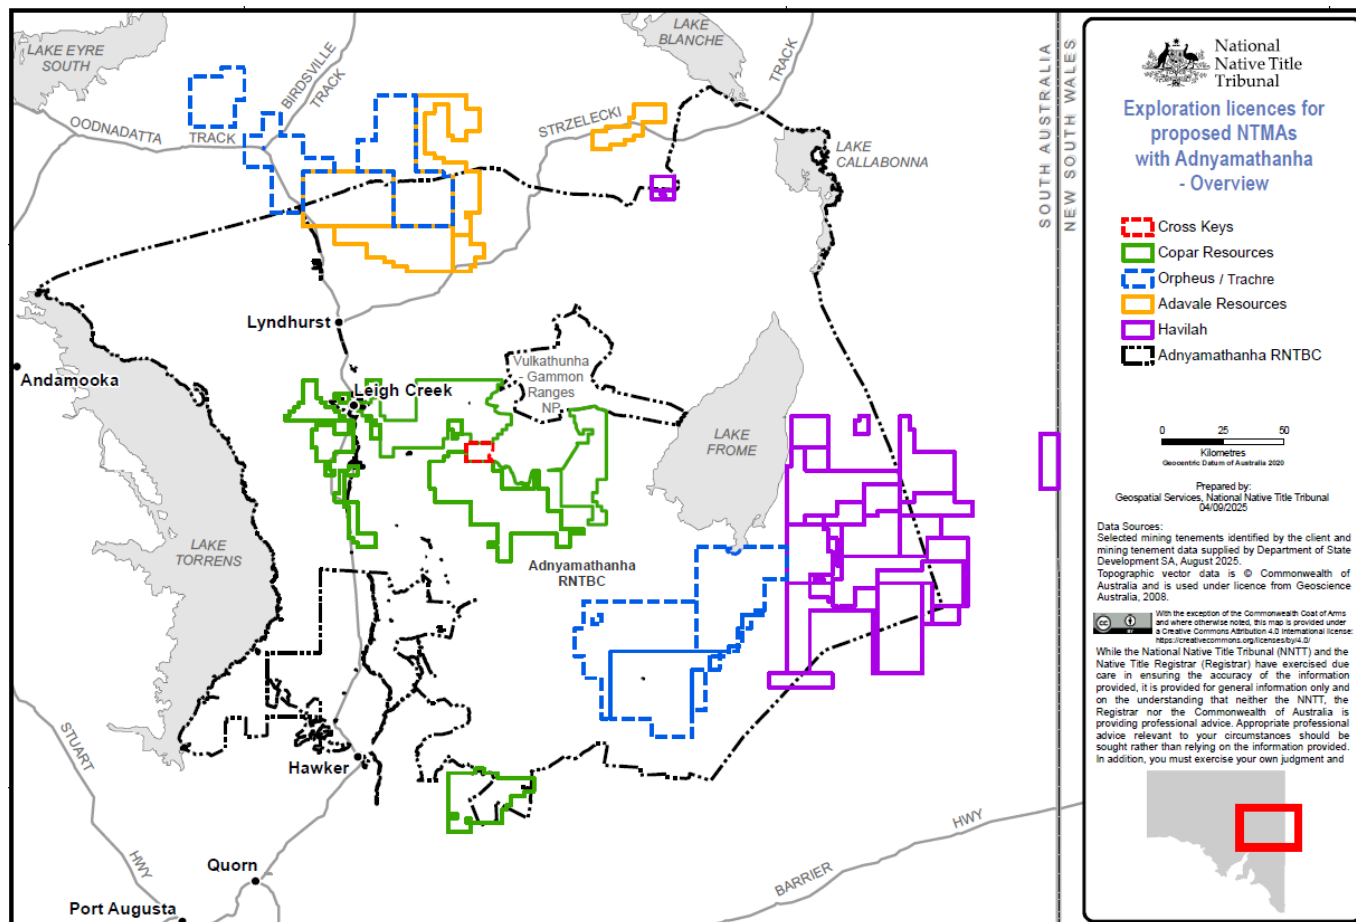 LAKE EYRE
SOUTH
BIRDSVILLE
TRACK
OODNADATTA
TRACK
LAKE
BLANCHE
TRACK
STRZELECKI
LAKE
CALLABONNA
SOUTH AUSTRALIA
NEW SOUTH WALES
Lyndhurst
Andamooka
Vulkathunha
- Gammon
Ranges
NP
Leigh Creek
LAKE
FROME
LAKE
TORRENS
Adnyamathanha
RNTBC
STUART
HWY
Hawker
Quorn
Port Augusta
BARRIER
HWY
National
Native Title
Tribunal
Exploration licences for
proposed NTMAs
with Adnyamathanha
- Overview
Cross Keys
Copar Resources
Orpheus / Trachre
Adavale Resources
Havilah
Adnyamathanha RNTBC
0 25 50
Kilometres
Geocentric Datum of Australia 2020
Prepared by:
Geospatial Services, National Native Title Tribunal
04/09/2025
Data Sources:
Selected mining tenements identified by the client and
mining tenement data supplied by Department of State
Development SA, August 2025.
Topographic vector data is © Commonwealth of
Australia and is used under licence from Geoscience
Australia, 2008.
cc BY
With the exception of the Commonwealth Coat of Arms
and where otherwise noted, this map is provided under
a Creative Commons Attribution 4.0 International license:
https://creativecommons.org/licenses/by/4.0/
While the National Native Title Tribunal (NNTT) and the
Native Title Registrar (Registrar) have exercised due
care in ensuring the accuracy of the information
provided, it is provided for general information only and
on the understanding that neither the NNTT, the
Registrar nor the Commonwealth of Australia is
providing professional advice. Appropriate professional
advice relevant to your circumstances should be
sought rather than relying on the information provided.
In addition, you must exercise your own judgment and